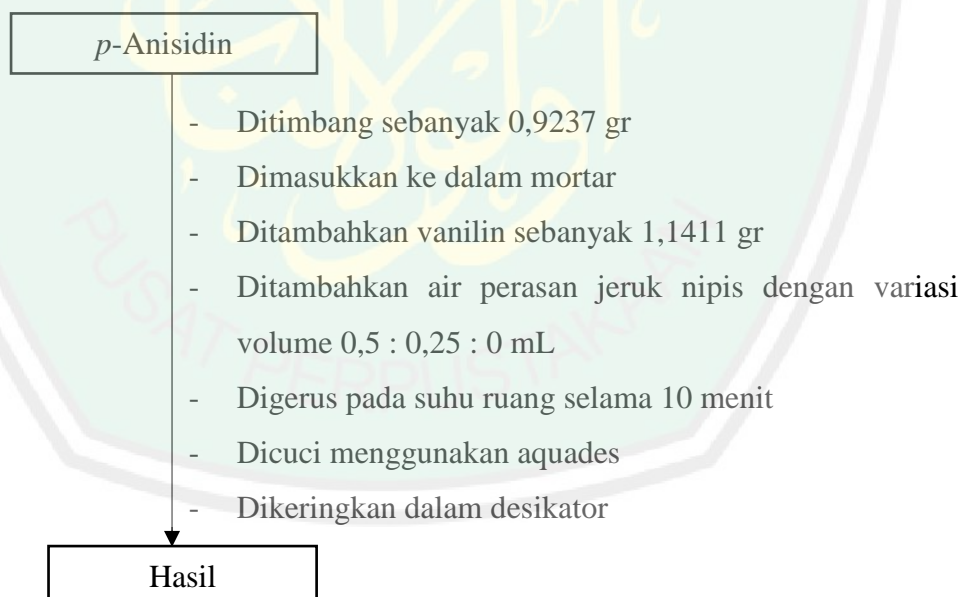 p-Anisidin
- Ditimbang sebanyak 0,9237 gr
- Dimasukkan ke dalam mortar
- Ditambahkan vanilin sebanyak 1,1411 gr
- Ditambahkan air perasan jeruk nipis dengan variasi
volume 0,5 : 0,25 : 0 mL
- Digerus pada suhu ruang selama 10 menit
- Dicuci menggunakan aquades
- Dikeringkan dalam desikator
Hasil
PUSAT PERPUSTAKAAN